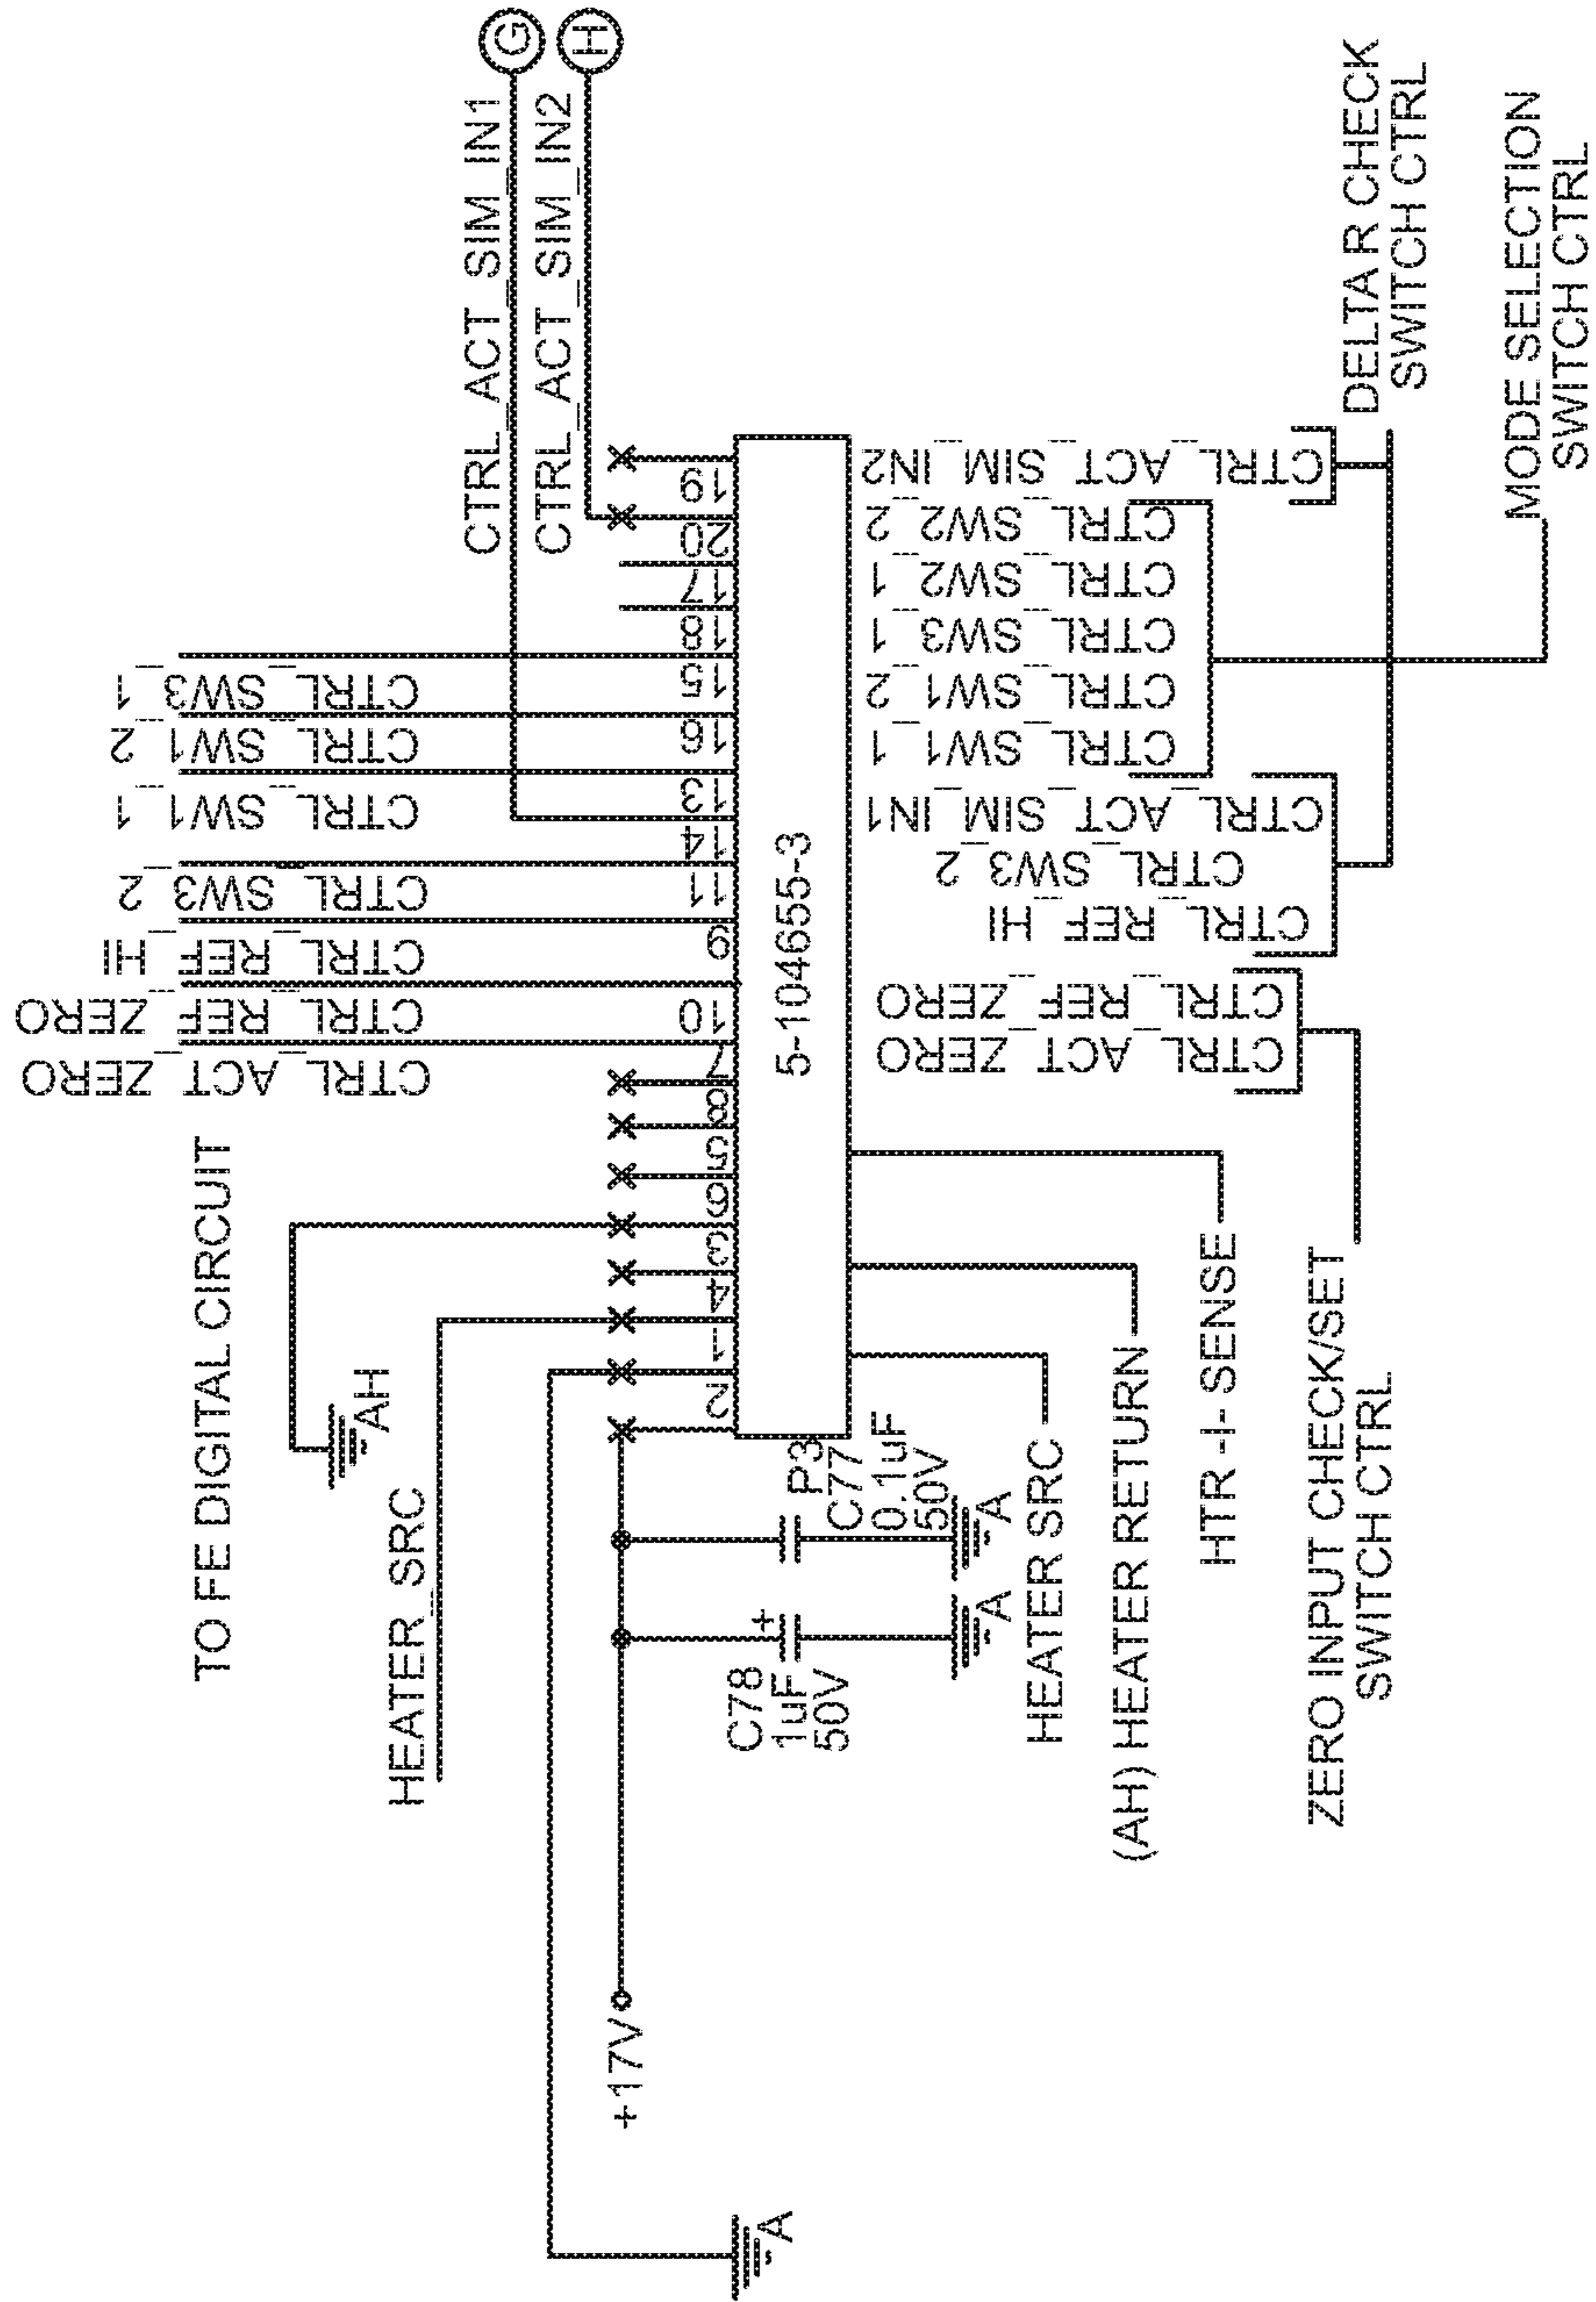 TO FE DIGITAL CIRCUIT
CTRL_ACT_ZERO
CTRL_REF_ZERO
CTRL_REF_HI
CTRL_SW3_2
CTRL_SW1_1
CTRL_SW1_2
CTRL_SW3_1
CTRL_ACT_SIM_IN1
G
CTRL_ACT_SIM_IN2
H
AH
HEATER_SRC
+17V
A
2
1
4
3
6
5
8
7
10
9
11
14
13
16
15
18
17
20
19
5-104655-3
P3
C77
0.1uF
50V
A
C78
+
1uF
50V
A
HEATER SRC
(AH) HEATER RETURN
HTR -I- SENSE
ZERO INPUT CHECK/SET
SWITCH CTRL
CTRL_ACT_ZERO
CTRL_REF_ZERO
CTRL_REF_HI
CTRL_SW3_2
CTRL_ACT_SIM_IN1
CTRL_SW1_1
CTRL_SW1_2
CTRL_SW3_1
CTRL_SW2_1
CTRL_SW2_2
CTRL_ACT_SIM_IN2
DELTA R CHECK
SWITCH CTRL
MODE SELECTION
SWITCH CTRL